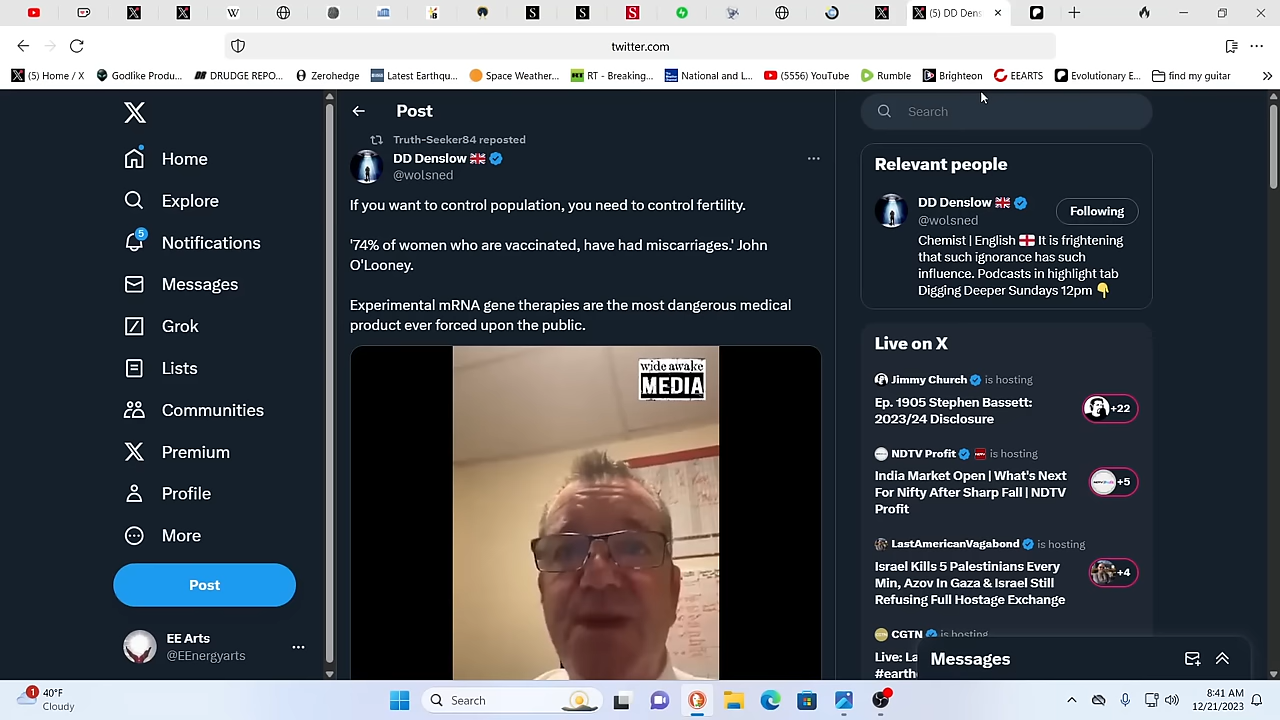 (5) DD Dens
twitter.com
(5) Home / X
Godlike Produ...
DRUDGE REPO...
Zerohedge
Latest Earthqu...
Space Weather...
RT - Breaking...
National and L...
(5556) YouTube
Rumble
Brighteon
EEARTS
Evolutionary E...
find my guitar
Home
Explore
5
Notifications
Messages
Grok
Lists
Communities
Premium
Profile
More
Post
EE Arts
@EEnergyarts
Post
Truth-Seeker84 reposted
DD Denslow
@wolsned
If you want to control population, you need to control fertility.
'74% of women who are vaccinated, have had miscarriages.' John
O'Looney.
Experimental mRNA gene therapies are the most dangerous medical
product ever forced upon the public.
wide awake
MEDIA
Search
Relevant people
DD Denslow
@wolsned
Following
Chemist | English It is frightening
that such ignorance has such
influence. Podcasts in highlight tab
Digging Deeper Sundays 12pm
Live on X
Jimmy Church is hosting
Ep. 1905 Stephen Bassett:
2023/24 Disclosure
+22
NDTV Profit is hosting
India Market Open | What's Next
For Nifty After Sharp Fall | NDTV
Profit
+5
LastAmericanVagabond is hosting
Israel Kills 5 Palestinians Every
Min, Azov In Gaza & Israel Still
Refusing Full Hostage Exchange
+4
CGTN is hosting
Live: La
#earthq
Messages
1
40°F
Cloudy
Search
8:41 AM
12/21/2023